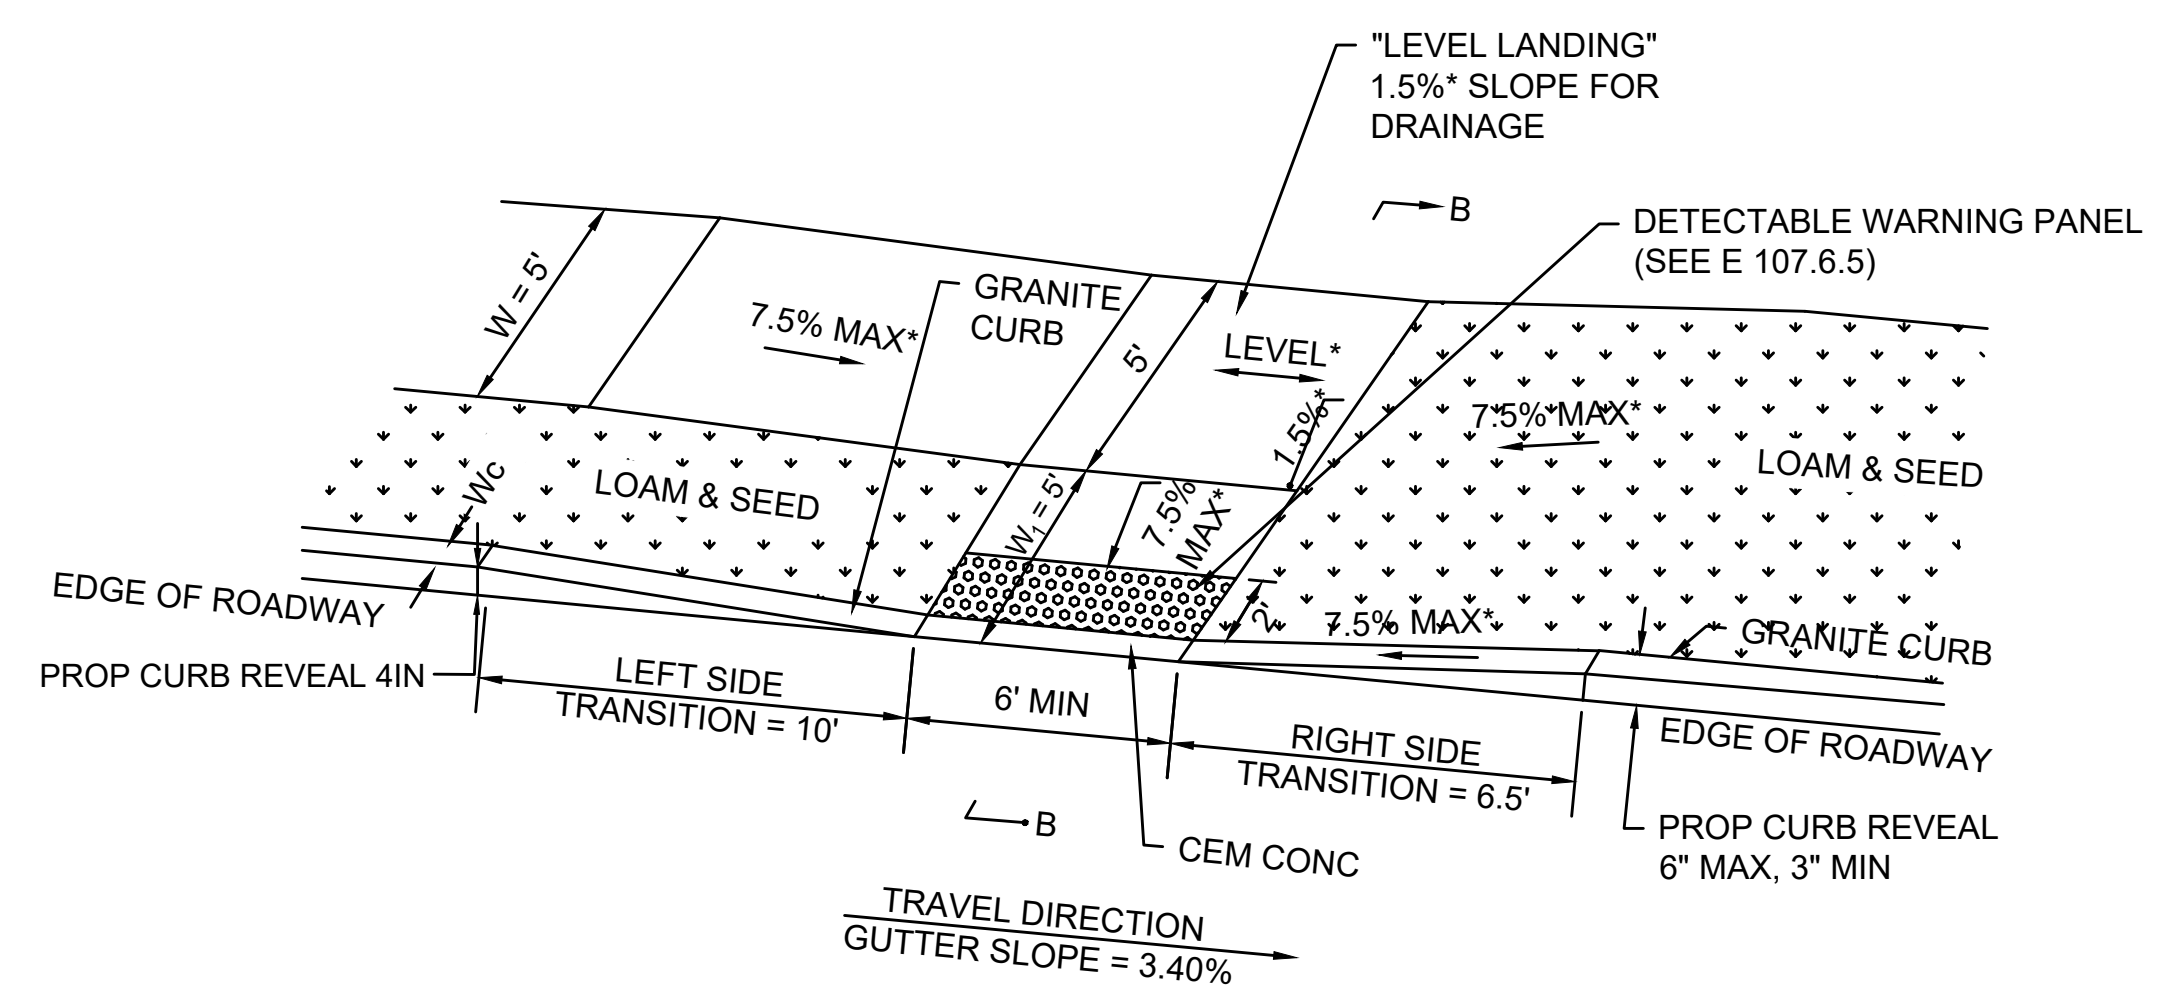 "LEVEL LANDING"
1.5%* SLOPE FOR
DRAINAGE
B
DETECTABLE WARNING PANEL
(SEE E 107.6.5)
W = 5'
GRANITE
CURB
7.5% MAX*
5'
LEVEL*
1.5%*
7.5% MAX*
LOAM & SEED
Wc
LOAM & SEED
W1 = 5'
7.5%
MAX*
EDGE OF ROADWAY
2'
7.5% MAX*
GRANITE CURB
PROP CURB REVEAL 4IN
LEFT SIDE
TRANSITION = 10'
6' MIN
RIGHT SIDE
TRANSITION = 6.5'
EDGE OF ROADWAY
B
CEM CONC
PROP CURB REVEAL
6" MAX, 3" MIN
TRAVEL DIRECTION
GUTTER SLOPE = 3.40%